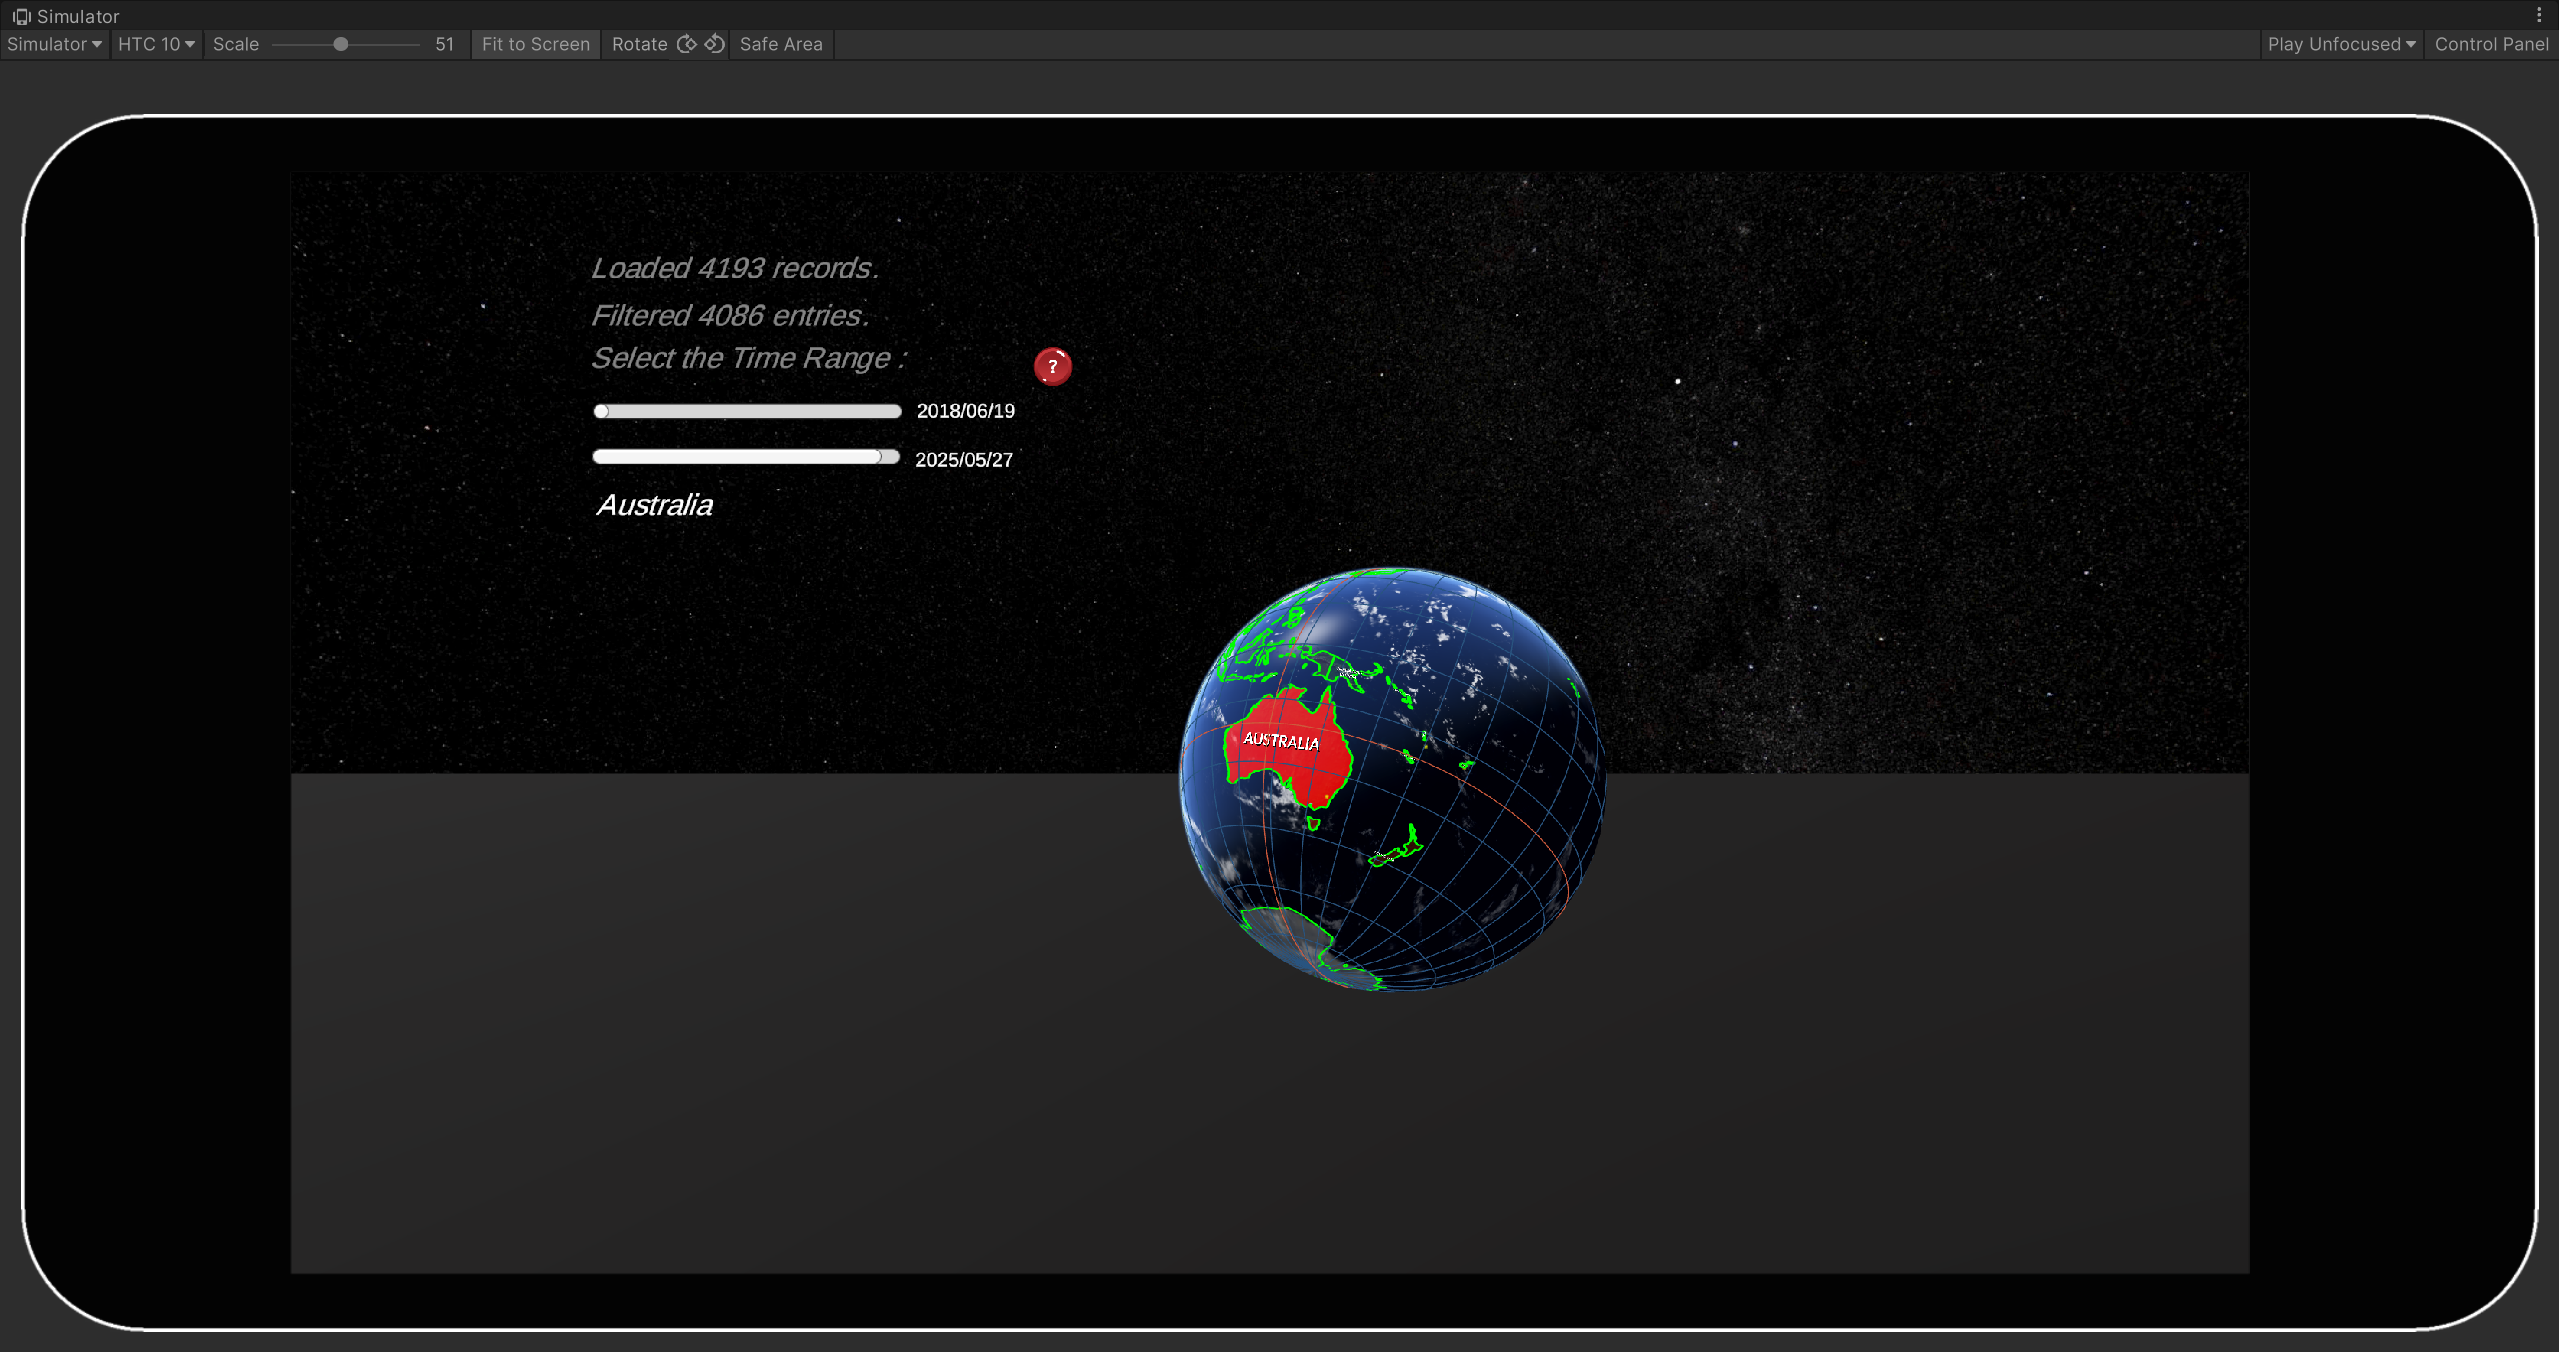 Simulator
Simulator HTC 10 Scale 51 Fit to Screen Rotate Safe Area Play Unfocused Control Panel
Loaded 4193 records.
Filtered 4086 entries.
Select the Time Range :
?
2018/06/19
2025/05/27
Australia
AUSTRALIA